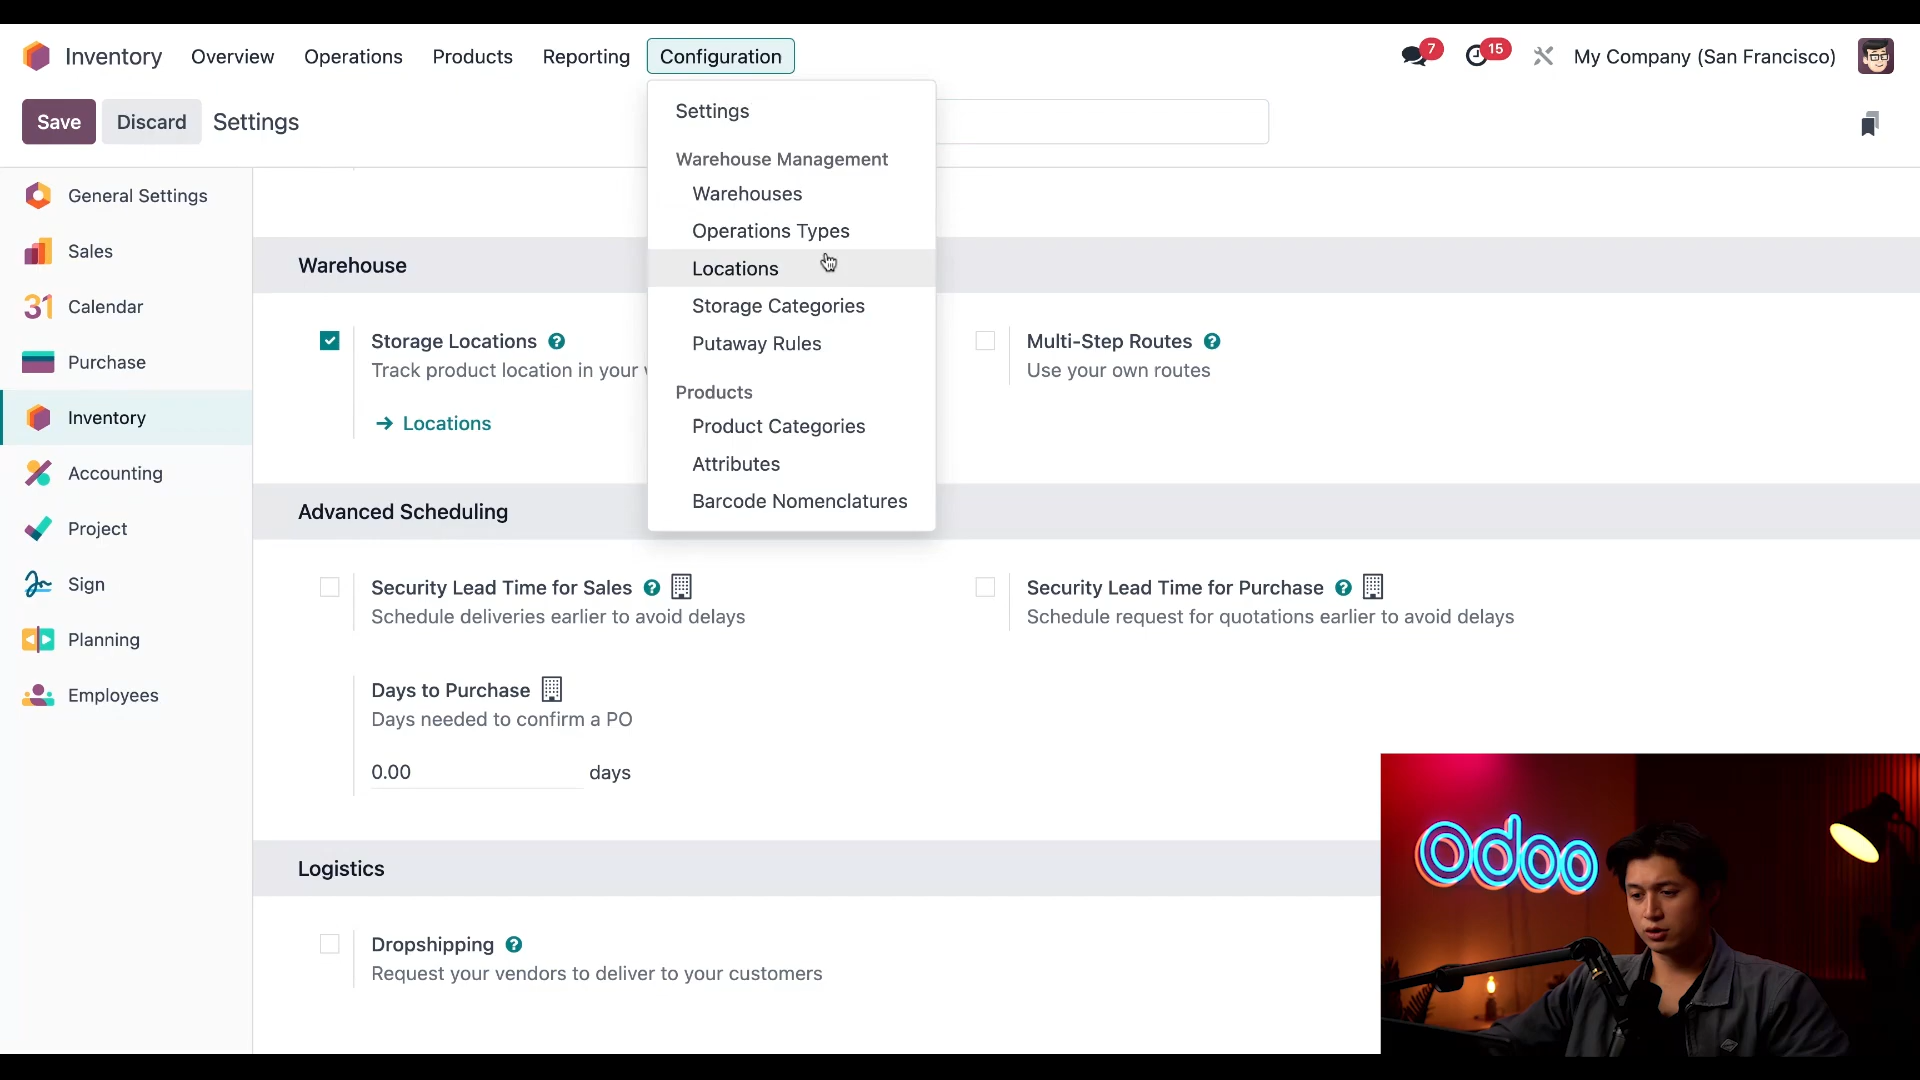 Inventory Overview Operations Products Reporting Configuration 7 15 My Company (San Francisco)
Save Discard Settings
Settings
Warehouse Management
Warehouses
Operations Types
Locations
Storage Categories
Putaway Rules
Products
Product Categories
Attributes
Barcode Nomenclatures
General Settings
Sales
31 Calendar
Purchase
Inventory
Accounting
Project
Sign
Planning
Employees
Warehouse
Storage Locations ?
Track product location in your
→ Locations
Multi-Step Routes ?
Use your own routes
Advanced Scheduling
Security Lead Time for Sales ?
Schedule deliveries earlier to avoid delays
Security Lead Time for Purchase ?
Schedule request for quotations earlier to avoid delays
Days to Purchase
Days needed to confirm a PO
0.00 days
Logistics
Dropshipping ?
Request your vendors to deliver to your customers
odoo